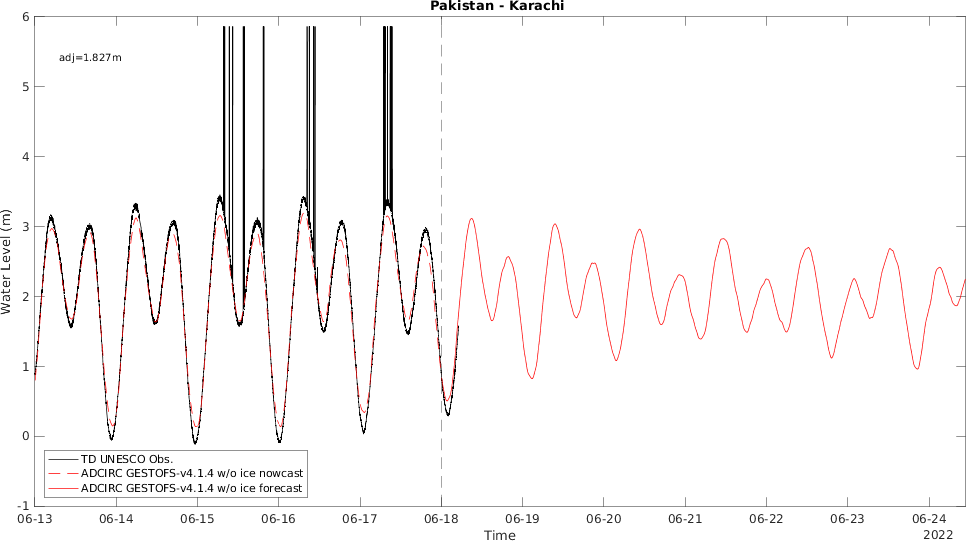 Pakistan - Karachi
adj=1.827m
6
5
4
3
2
1
0
-1
Water Level (m)
TD UNESCO Obs.
ADCIRC GESTOFS-v4.1.4 w/o ice nowcast
ADCIRC GESTOFS-v4.1.4 w/o ice forecast
06-13 06-14 06-15 06-16 06-17 06-18 06-19 06-20 06-21 06-22 06-23 06-24
Time
2022